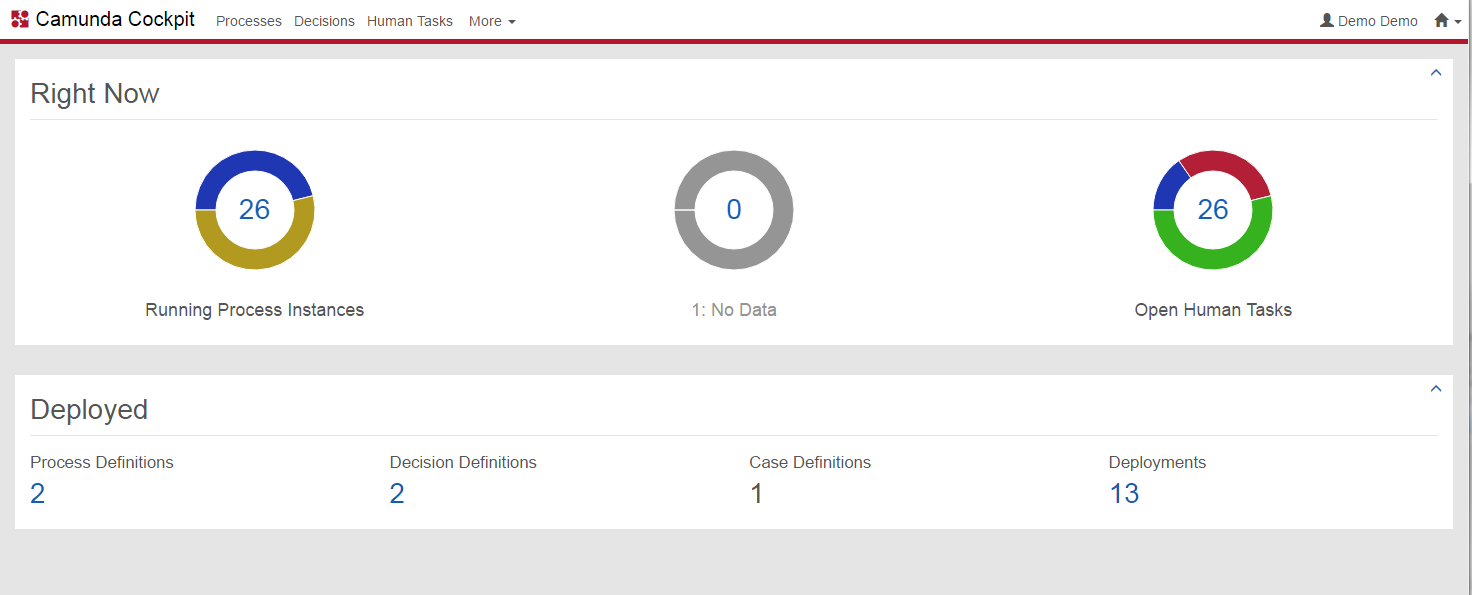 Camunda Cockpit Processes Decisions Human Tasks More Demo Demo
Right Now
26 0 26
Running Process Instances 1: No Data Open Human Tasks
Deployed
Process Definitions Decision Definitions Case Definitions Deployments
2 2 1 13